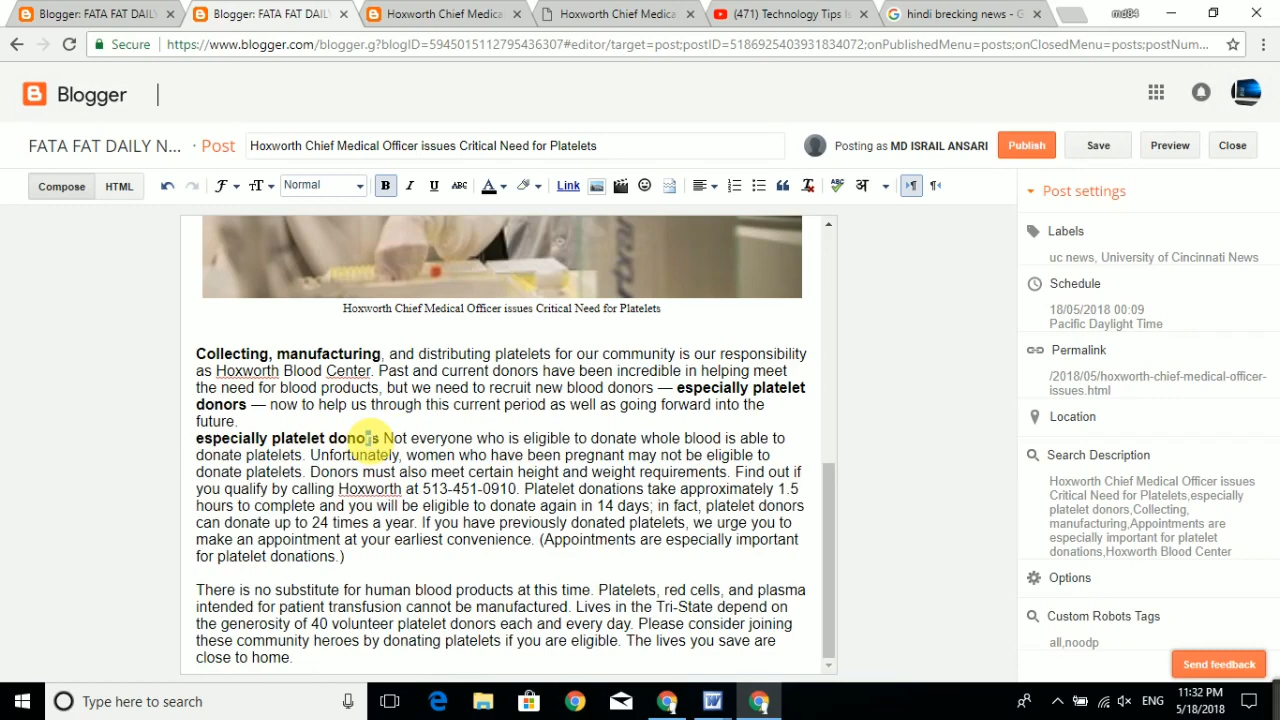 Blogger: FATA FAT DAILY
Blogger: FATA FAT DAILY
Hoxworth Chief Medica
Hoxworth Chief Medica
(471) Technology Tips i
hindi brecking news - G
md84
Secure
https://www.blogger.com/blogger.g?blogID=5945015112795436307#editor/target=post;postID=5186925403931834072;onPublishedMenu=posts;onClosedMenu=posts;postNum...
Blogger
FATA FAT DAILY N... · Post
Hoxworth Chief Medical Officer issues Critical Need for Platelets
Posting as MD ISRAIL ANSARI
Publish
Save
Preview
Close
Compose
HTML
Normal
B I U ABC A
Link
ABC
अ
Hoxworth Chief Medical Officer issues Critical Need for Platelets
Collecting, manufacturing, and distributing platelets for our community is our responsibility
as Hoxworth Blood Center. Past and current donors have been incredible in helping meet
the need for blood products, but we need to recruit new blood donors — especially platelet
donors — now to help us through this current period as well as going forward into the
future.
especially platelet donors Not everyone who is eligible to donate whole blood is able to
donate platelets. Unfortunately, women who have been pregnant may not be eligible to
donate platelets. Donors must also meet certain height and weight requirements. Find out if
you qualify by calling Hoxworth at 513-451-0910. Platelet donations take approximately 1.5
hours to complete and you will be eligible to donate again in 14 days; in fact, platelet donors
can donate up to 24 times a year. If you have previously donated platelets, we urge you to
make an appointment at your earliest convenience. (Appointments are especially important
for platelet donations.)
There is no substitute for human blood products at this time. Platelets, red cells, and plasma
intended for patient transfusion cannot be manufactured. Lives in the Tri-State depend on
the generosity of 40 volunteer platelet donors each and every day. Please consider joining
these community heroes by donating platelets if you are eligible. The lives you save are
close to home.
Post settings
Labels
uc news, University of Cincinnati News
Schedule
18/05/2018 00:09
Pacific Daylight Time
Permalink
/2018/05/hoxworth-chief-medical-officer-
issues.html
Location
Search Description
Hoxworth Chief Medical Officer issues
Critical Need for Platelets,especially
platelet donors,Collecting,
manufacturing,Appointments are
especially important for platelet
donations,Hoxworth Blood Center
Options
Custom Robots Tags
all,noodp
Send feedback
Type here to search
ENG
11:32 PM
5/18/2018